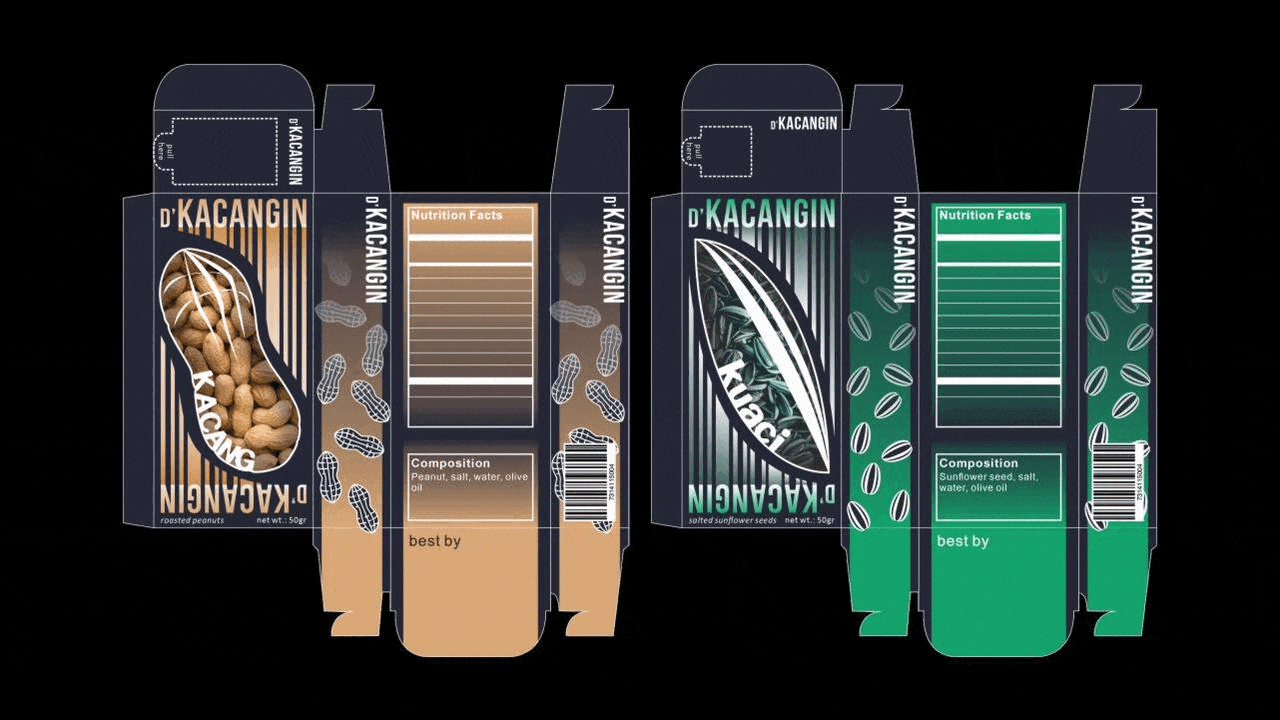 D'KACANGIN
pull
here
D'KACANGIN
KACANG
D'KACANGIN
roasted peanuts
net wt.: 50gr
D'KACANGIN
Nutrition Facts
Composition
Peanut, salt, water, olive
oil
best by
D'KACANGIN
7314115004
D'KACANGIN
pull
here
D'KACANGIN
kuaci
D'KACANGIN
salted sunflower seeds
net wt.: 50gr
D'KACANGIN
Nutrition Facts
Composition
Sunflower seed, salt,
water, olive oil
best by
D'KACANGIN
7314115004